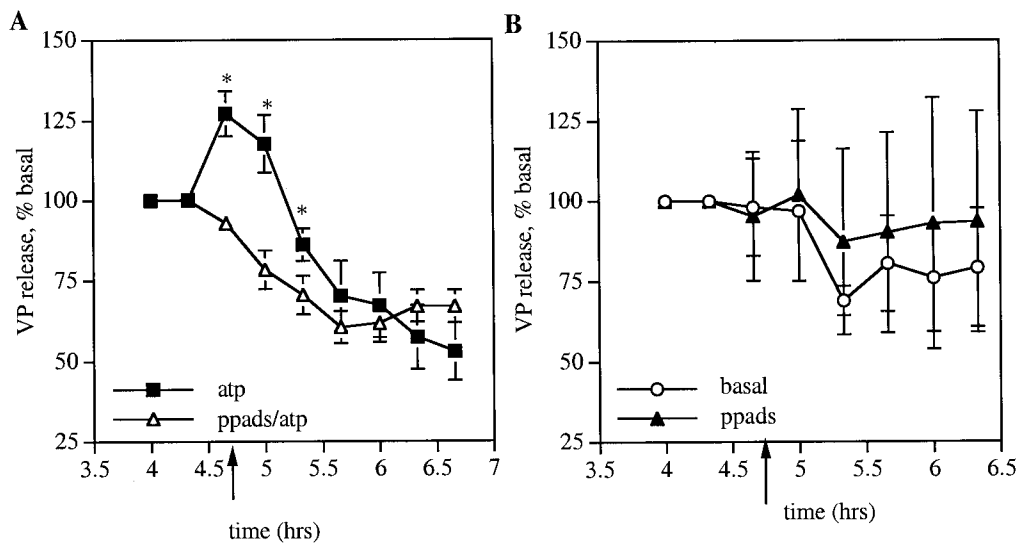 A
150
125
100
75
50
25
VP release, % basal
*
*
*
atp
ppads/atp
3.5 4 4.5 5 5.5 6 6.5 7
time (hrs)
B
150
125
100
75
50
25
VP release, % basal
basal
ppads
3.5 4 4.5 5 5.5 6 6.5
time (hrs)